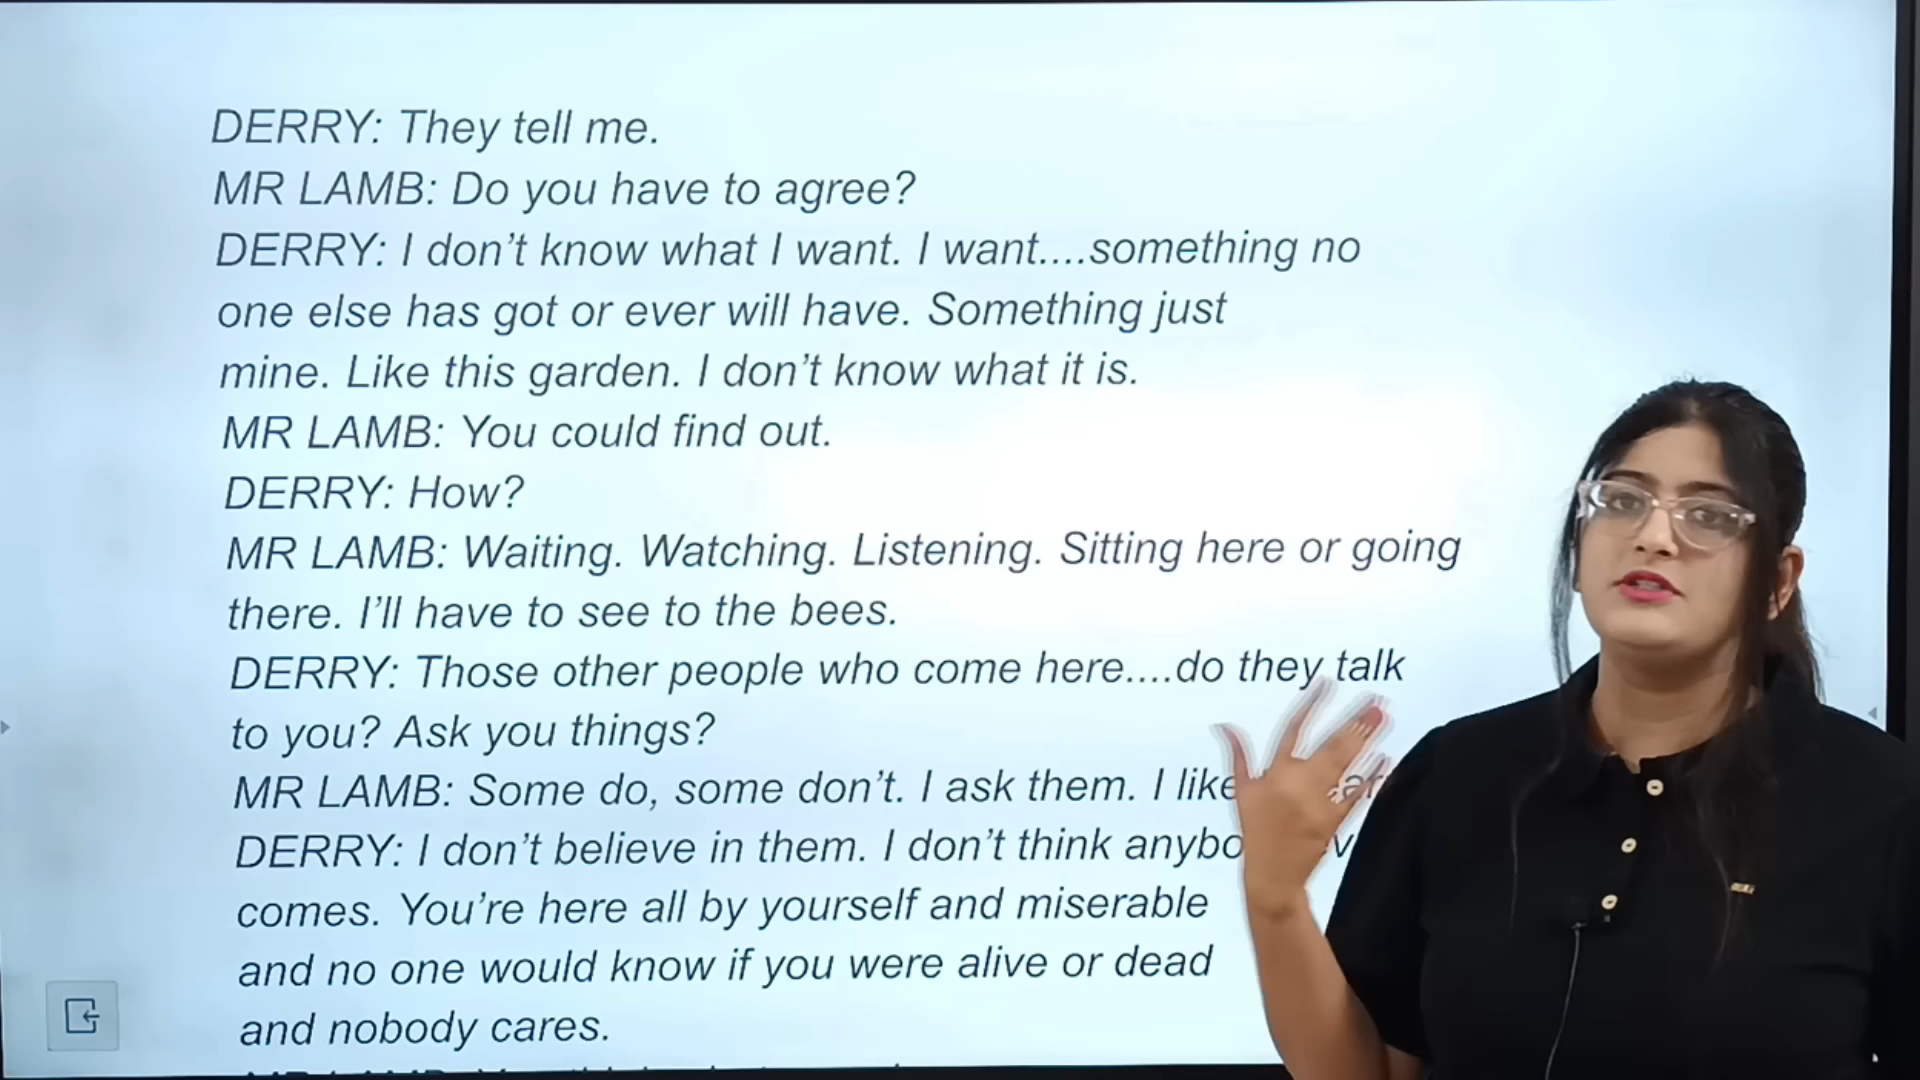 DERRY: They tell me.
MR LAMB: Do you have to agree?
DERRY: I don't know what I want. I want....something no
one else has got or ever will have. Something just
mine. Like this garden. I don't know what it is.
MR LAMB: You could find out.
DERRY: How?
MR LAMB: Waiting. Watching. Listening. Sitting here or going
there. I'll have to see to the bees.
DERRY: Those other people who come here....do they talk
to you? Ask you things?
MR LAMB: Some do, some don't. I ask them. I like
DERRY: I don't believe in them. I don't think
comes. You're here all by yourself and miserable
and no one would know if you were alive or dead
and nobody cares.